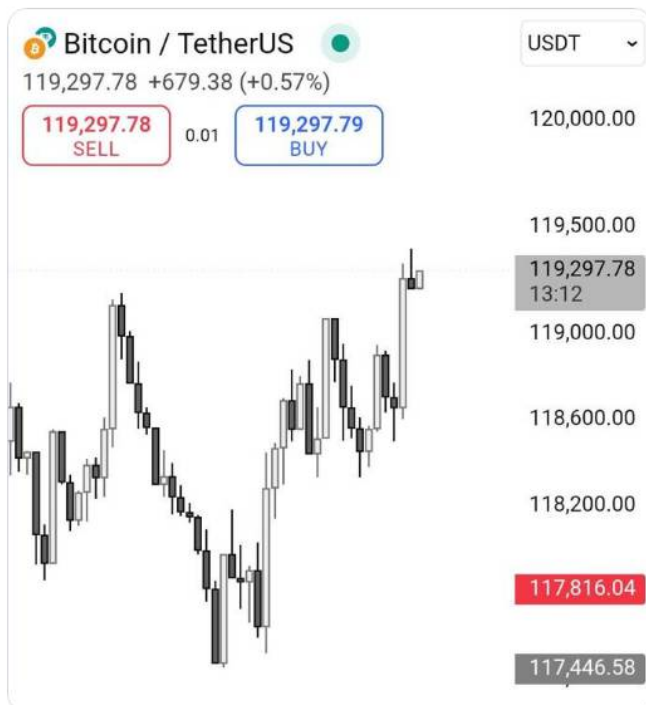 Bitcoin / TetherUS
USDT
119,297.78 +679.38 (+0.57%)
119,297.78
SELL
0.01
119,297.79
BUY
120,000.00
119,500.00
119,297.78
13:12
119,000.00
118,600.00
118,200.00
117,816.04
117,446.58